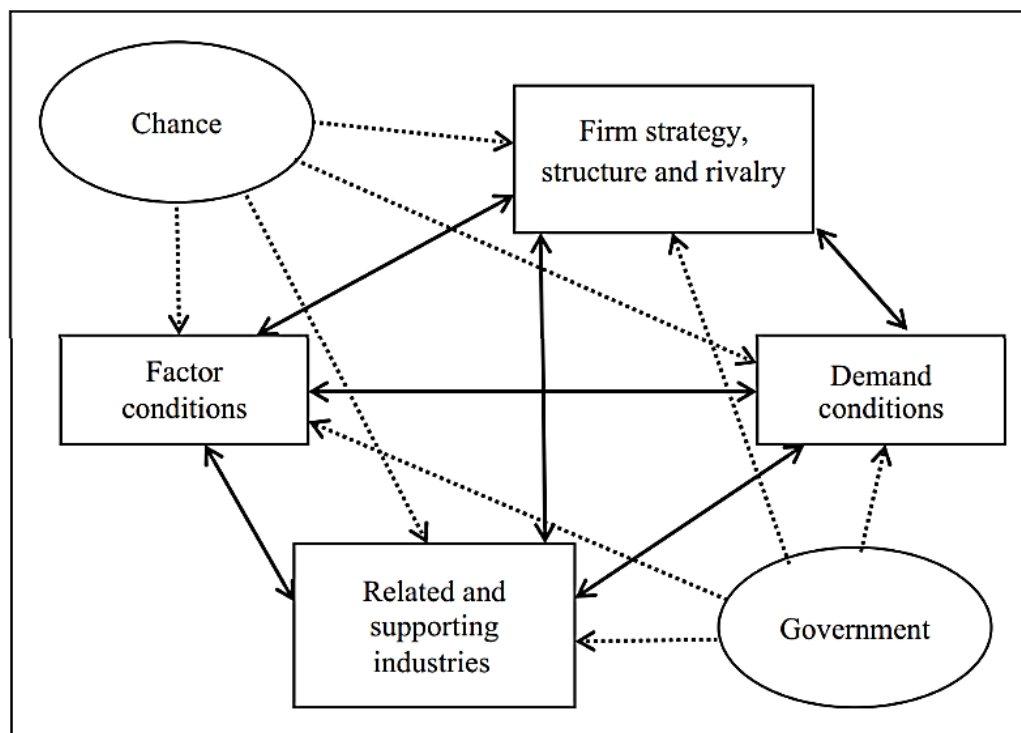 Chance
Firm strategy,
structure and rivalry
Factor
conditions
Demand
conditions
Related and
supporting
industries
Government